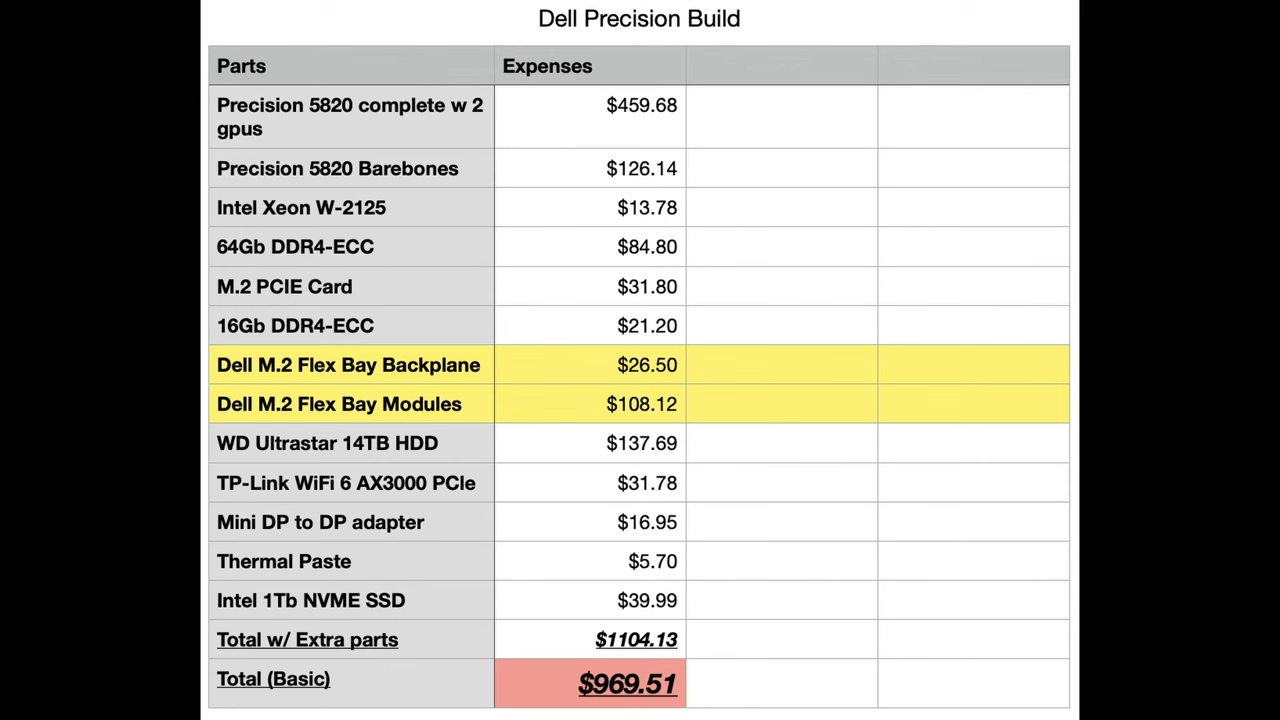 Dell Precision Build
Parts Expenses
Precision 5820 complete w 2 $459.68
gpus
Precision 5820 Barebones $126.14
Intel Xeon W-2125 $13.78
64Gb DDR4-ECC $84.80
M.2 PCIE Card $31.80
16Gb DDR4-ECC $21.20
Dell M.2 Flex Bay Backplane $26.50
Dell M.2 Flex Bay Modules $108.12
WD Ultrastar 14TB HDD $137.69
TP-Link WiFi 6 AX3000 PCIe $31.78
Mini DP to DP adapter $16.95
Thermal Paste $5.70
Intel 1Tb NVME SSD $39.99
Total w/ Extra parts $1104.13
Total (Basic) $969.51